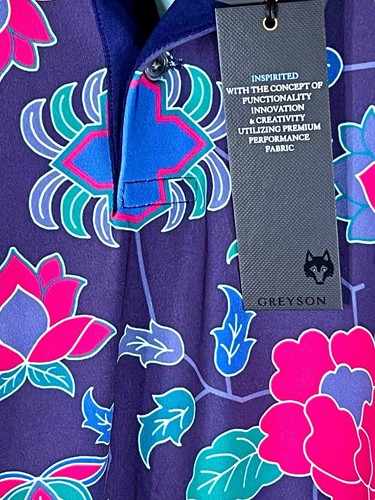 INSPIRITED
WITH THE CONCEPT OF
FUNCTIONALITY
INNOVATION
& CREATIVITY
UTILIZING PREMIUM
PERFORMANCE
FABRIC
GREYSON